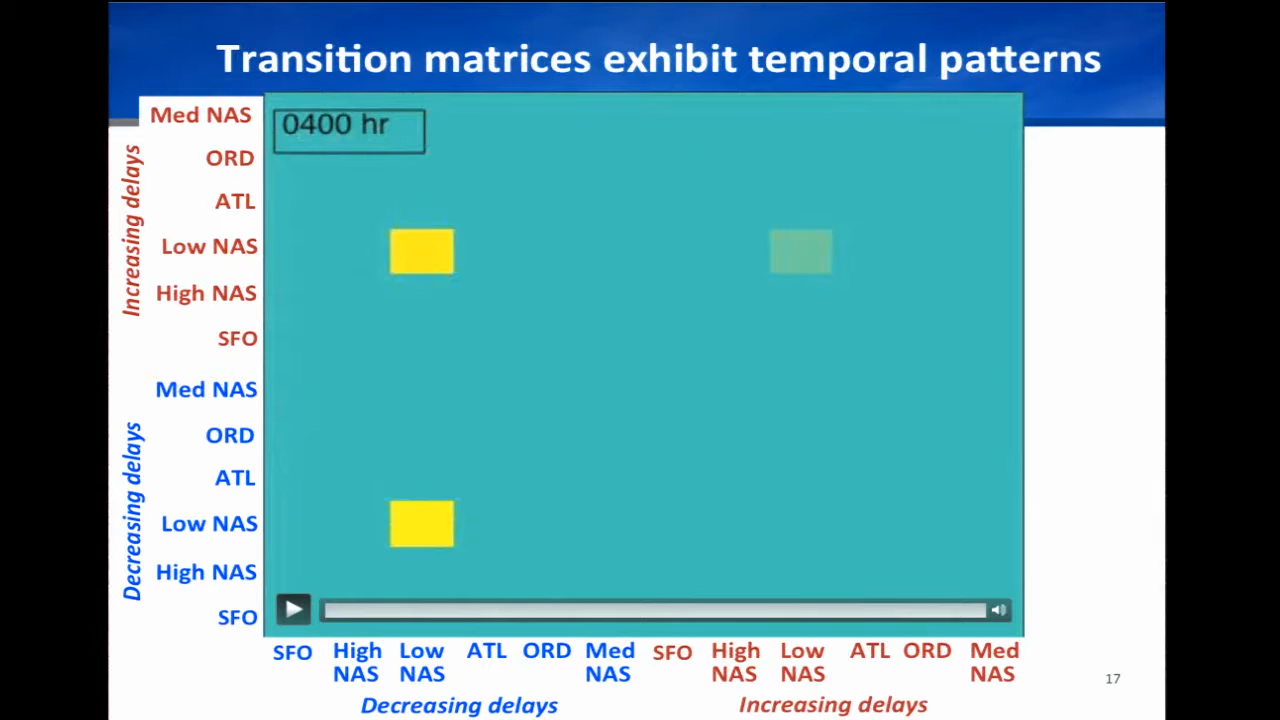 Transition matrices exhibit temporal patterns
0400 hr
Increasing delays
Med NAS
ORD
ATL
Low NAS
High NAS
SFO
Decreasing delays
Med NAS
ORD
ATL
Low NAS
High NAS
SFO
SFO High NAS Low NAS ATL ORD Med NAS SFO High NAS Low NAS ATL ORD Med NAS
Decreasing delays Increasing delays
17